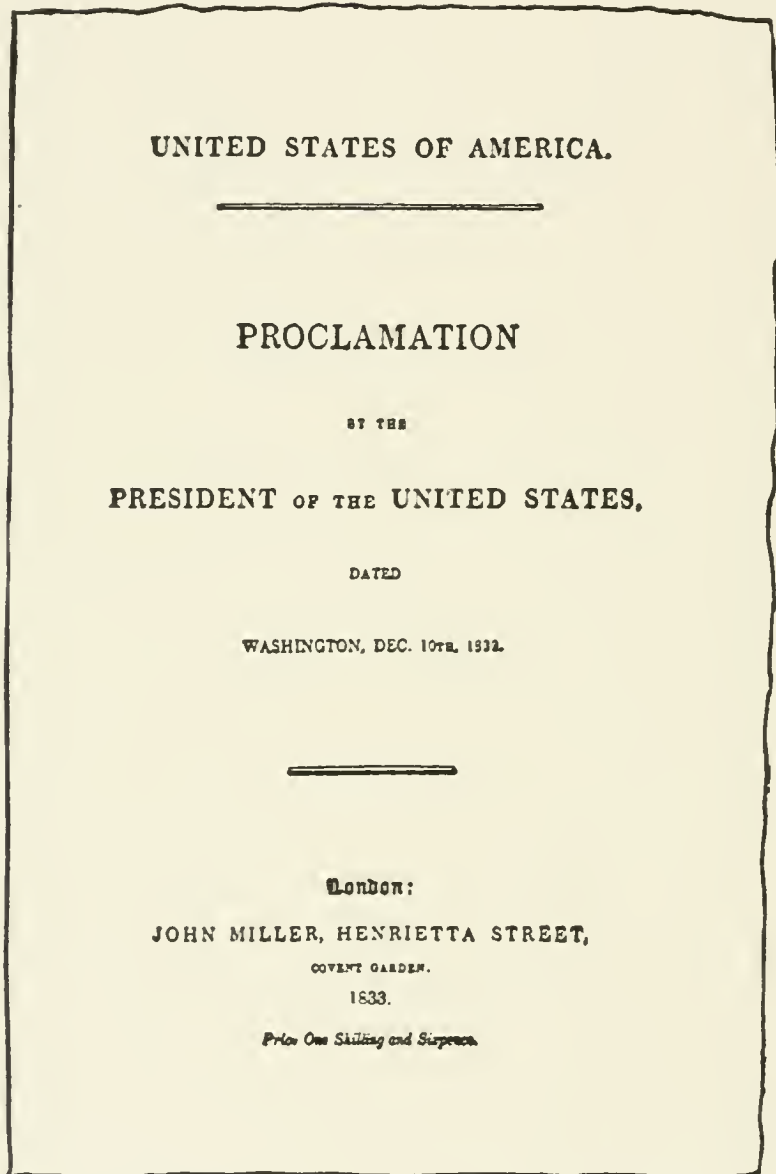 UNITED STATES OF AMERICA.
PROCLAMATION
BY THE
PRESIDENT OF THE UNITED STATES,
DATED
WASHINGTON, DEC. 10TH, 1832.
London:
JOHN MILLER, HENRIETTA STREET,
COVENT GARDEN.
1833.
Price One Shilling and Sixpence.